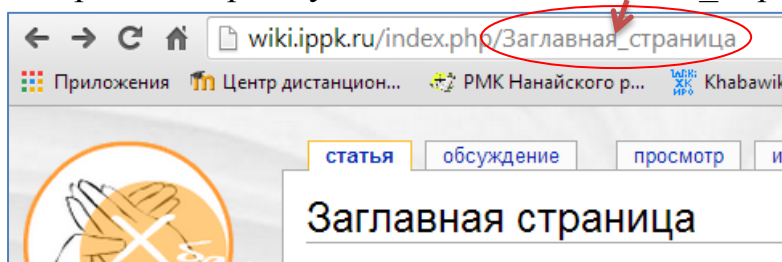 wiki.ippk.ru/index.php/Заглавная_страница
Приложения Центр дистанцион... РМК Нанайского р... Khabawik
статья обсуждение просмотр и
Заглавная страница